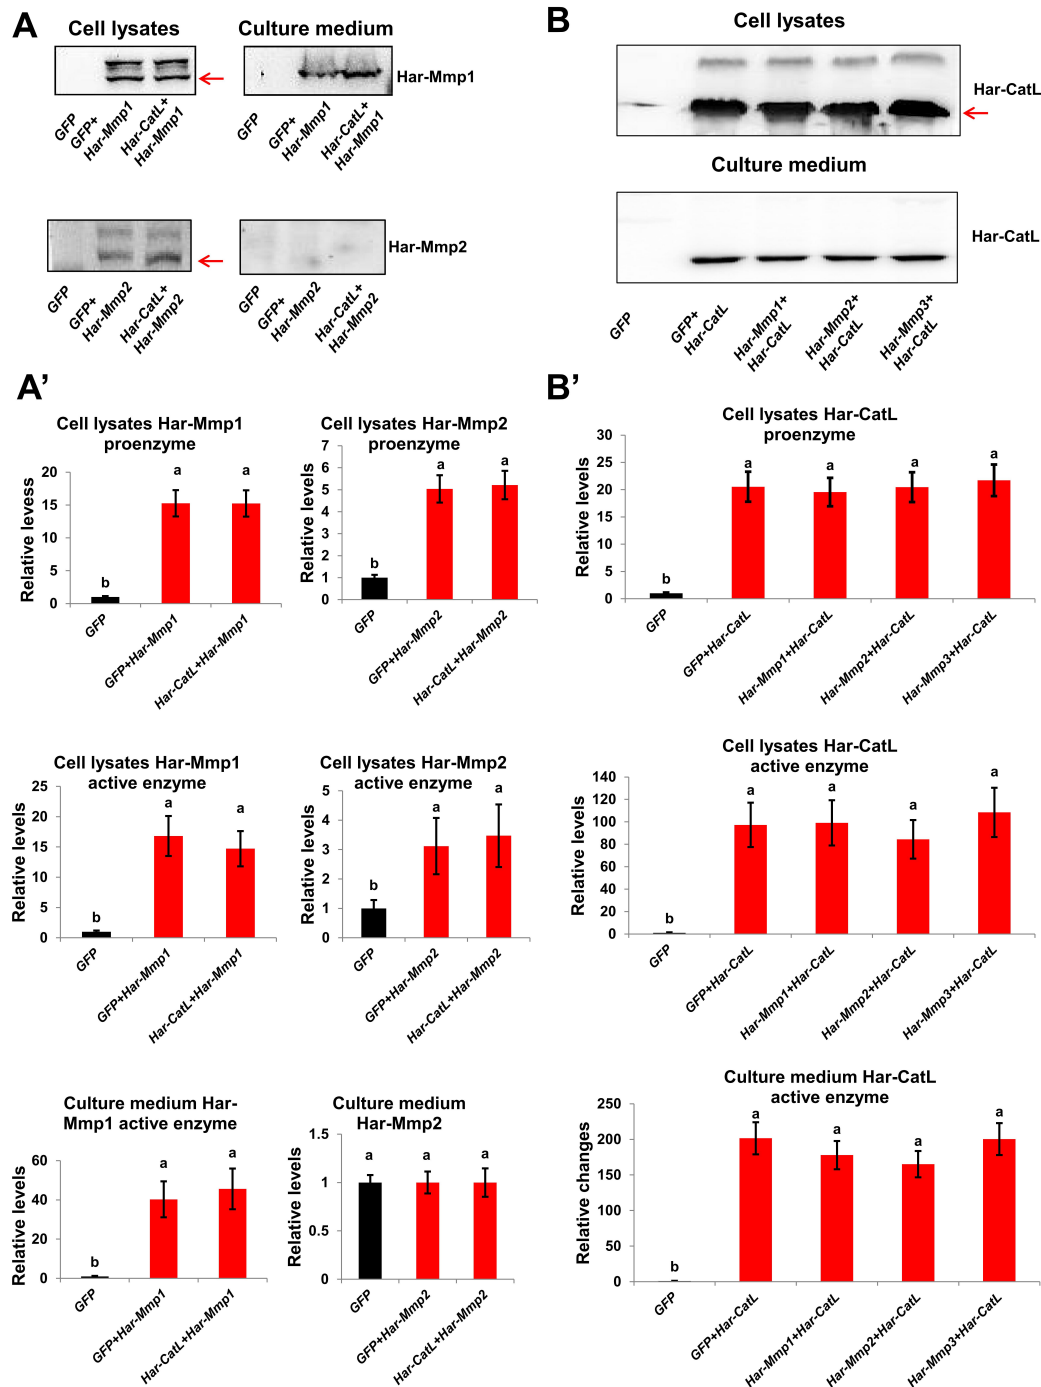 A
Cell lysates
Culture medium
Har-Mmp1
GFP
GFP+
Har-Mmp1
Har-CatL+
Har-Mmp1
GFP
GFP+
Har-Mmp1
Har-CatL+
Har-Mmp1
Har-Mmp2
GFP
GFP+
Har-Mmp2
Har-CatL+
Har-Mmp2
GFP
GFP+
Har-Mmp2
Har-CatL+
Har-Mmp2
B
Cell lysates
Har-CatL
Culture medium
Har-CatL
GFP
GFP+
Har-CatL
Har-Mmp1+
Har-CatL
Har-Mmp2+
Har-CatL
Har-Mmp3+
Har-CatL
A'
Cell lysates Har-Mmp1
proenzyme
Relative levess
20
15
10
5
0
b
a
a
GFP
GFP+Har-Mmp1
Har-CatL+Har-Mmp1
Cell lysates Har-Mmp2
proenzyme
Relative levels
7
6
5
4
3
2
1
0
b
a
a
GFP
GFP+Har-Mmp2
Har-CatL+Har-Mmp2
Cell lysates Har-Mmp1
active enzyme
Relative levels
25
20
15
10
5
0
b
a
a
GFP
GFP+Har-Mmp1
Har-CatL+Har-Mmp1
Cell lysates Har-Mmp2
active enzyme
Relative levels
5
4
3
2
1
0
b
a
a
GFP
GFP+Har-Mmp2
Har-CatL+Har-Mmp2
Culture medium Har-
Mmp1 active enzyme
Relative levels
60
40
20
0
b
a
a
GFP
GFP+Har-Mmp1
Har-CatL+Har-Mmp1
Culture medium
Har-Mmp2
Relative levels
1.5
1
0.5
0
a
a
a
GFP
GFP+Har-Mmp2
Har-CatL+Har-Mmp2
B'
Cell lysates Har-CatL
proenzyme
Relative levels
30
25
20
15
10
5
0
b
a
a
a
a
GFP
GFP+Har-CatL
Har-Mmp1+Har-CatL
Har-Mmp2+Har-CatL
Har-Mmp3+Har-CatL
Cell lysates Har-CatL
active enzyme
Relative levels
140
120
100
80
60
40
20
0
b
a
a
a
a
GFP
GFP+Har-CatL
Har-Mmp1+Har-CatL
Har-Mmp2+Har-CatL
Har-Mmp3+Har-CatL
Culture medium Har-CatL
active enzyme
Relative changes
250
200
150
100
50
0
b
a
a
a
a
GFP
GFP+Har-CatL
Har-Mmp1+Har-CatL
Har-Mmp2+Har-CatL
Har-Mmp3+Har-CatL